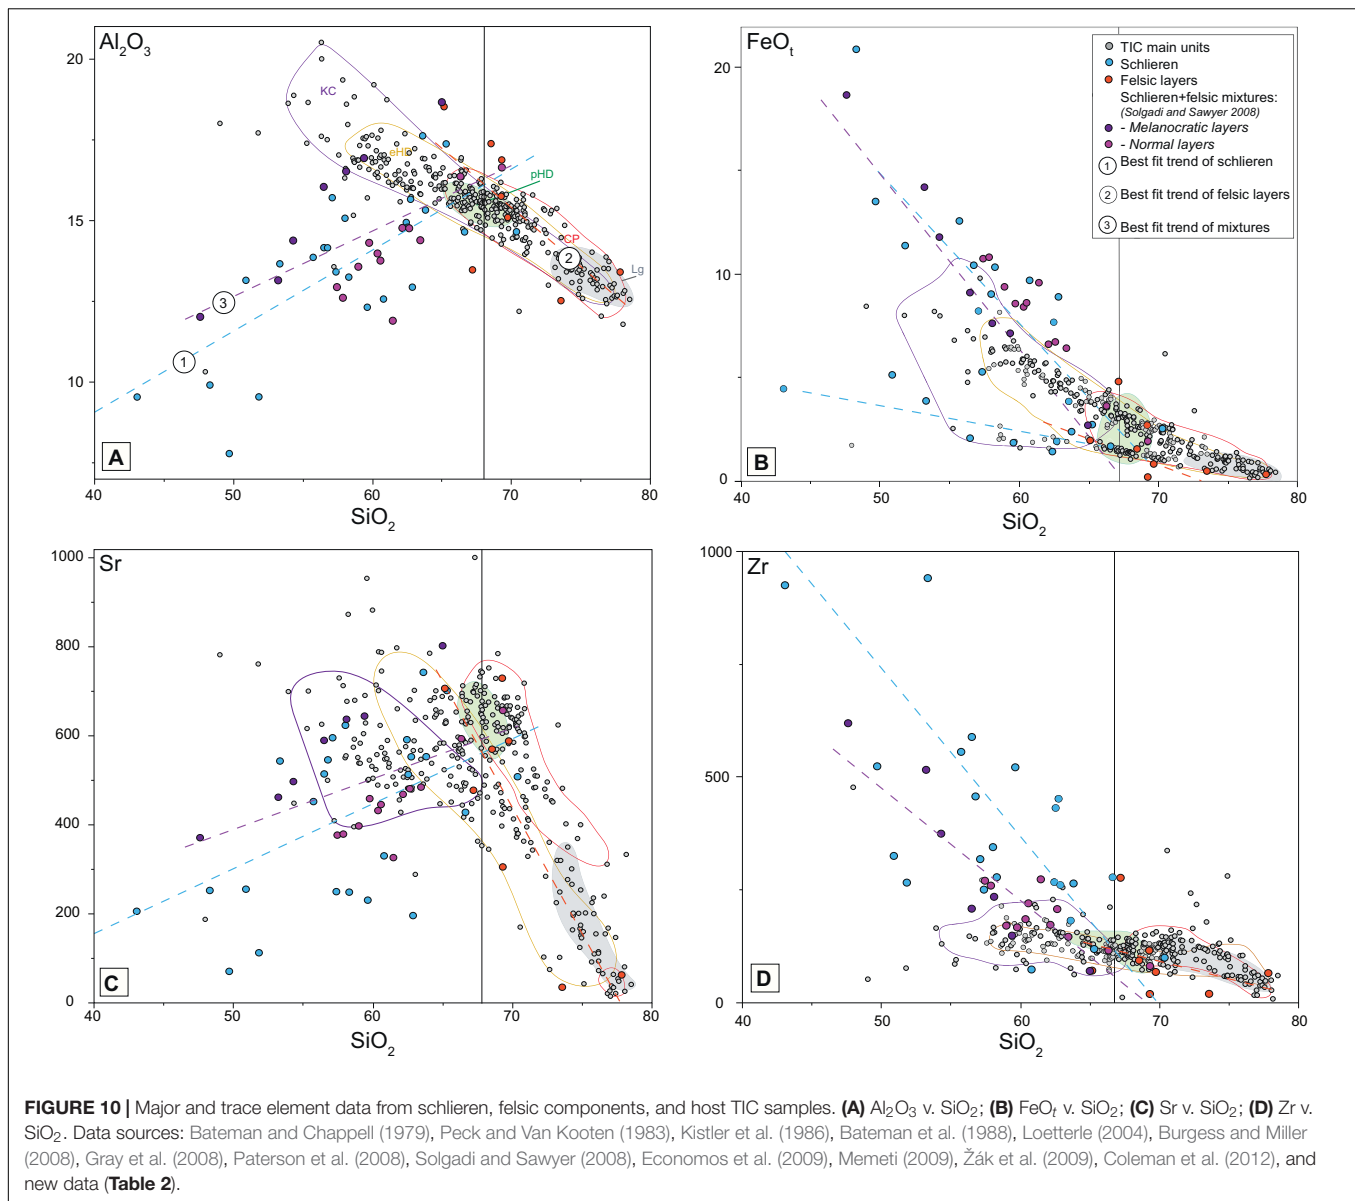 Al2O3
20
15
10
KC
eHD
pHD
CP
Lg
1
2
3
A
40 50 60 70 80
SiO2
FeOt
20
10
0
TIC main units
Schlieren
Felsic layers
Schlieren+felsic mixtures:
(Solgadi and Sawyer 2008)
- Melanocratic layers
- Normal layers
1 Best fit trend of schlieren
2 Best fit trend of felsic layers
3 Best fit trend of mixtures
B
40 50 60 70 80
SiO2
Sr
1000
800
600
400
200
0
C
40 50 60 70 80
SiO2
Zr
1000
500
0
D
40 50 60 70 80
SiO2
FIGURE 10 | Major and trace element data from schlieren, felsic components, and host TIC samples. (A) Al2O3 v. SiO2; (B) FeOt v. SiO2; (C) Sr v. SiO2; (D) Zr v.
SiO2. Data sources: Bateman and Chappell (1979), Peck and Van Kooten (1983), Kistler et al. (1986), Bateman et al. (1988), Loetterle (2004), Burgess and Miller
(2008), Gray et al. (2008), Paterson et al. (2008), Solgadi and Sawyer (2008), Economos et al. (2009), Memeti (2009), Žák et al. (2009), Coleman et al. (2012), and
new data (Table 2).